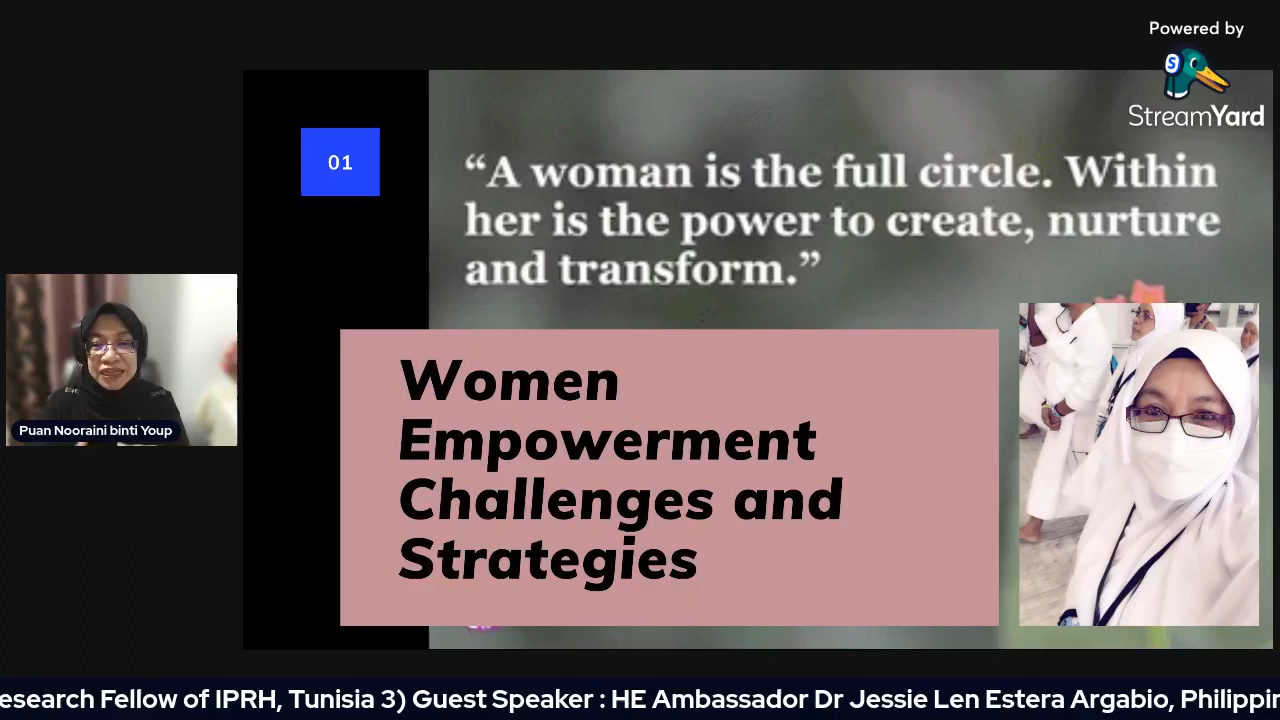 Powered by
StreamYard
01
“A woman is the full circle. Within
her is the power to create, nurture
and transform.”
Women
Empowerment
Challenges and
Strategies
Puan Nooraini binti Youp
esearch Fellow of IPRH, Tunisia 3) Guest Speaker : HE Ambassador Dr Jessie Len Estera Argabio, Philippin